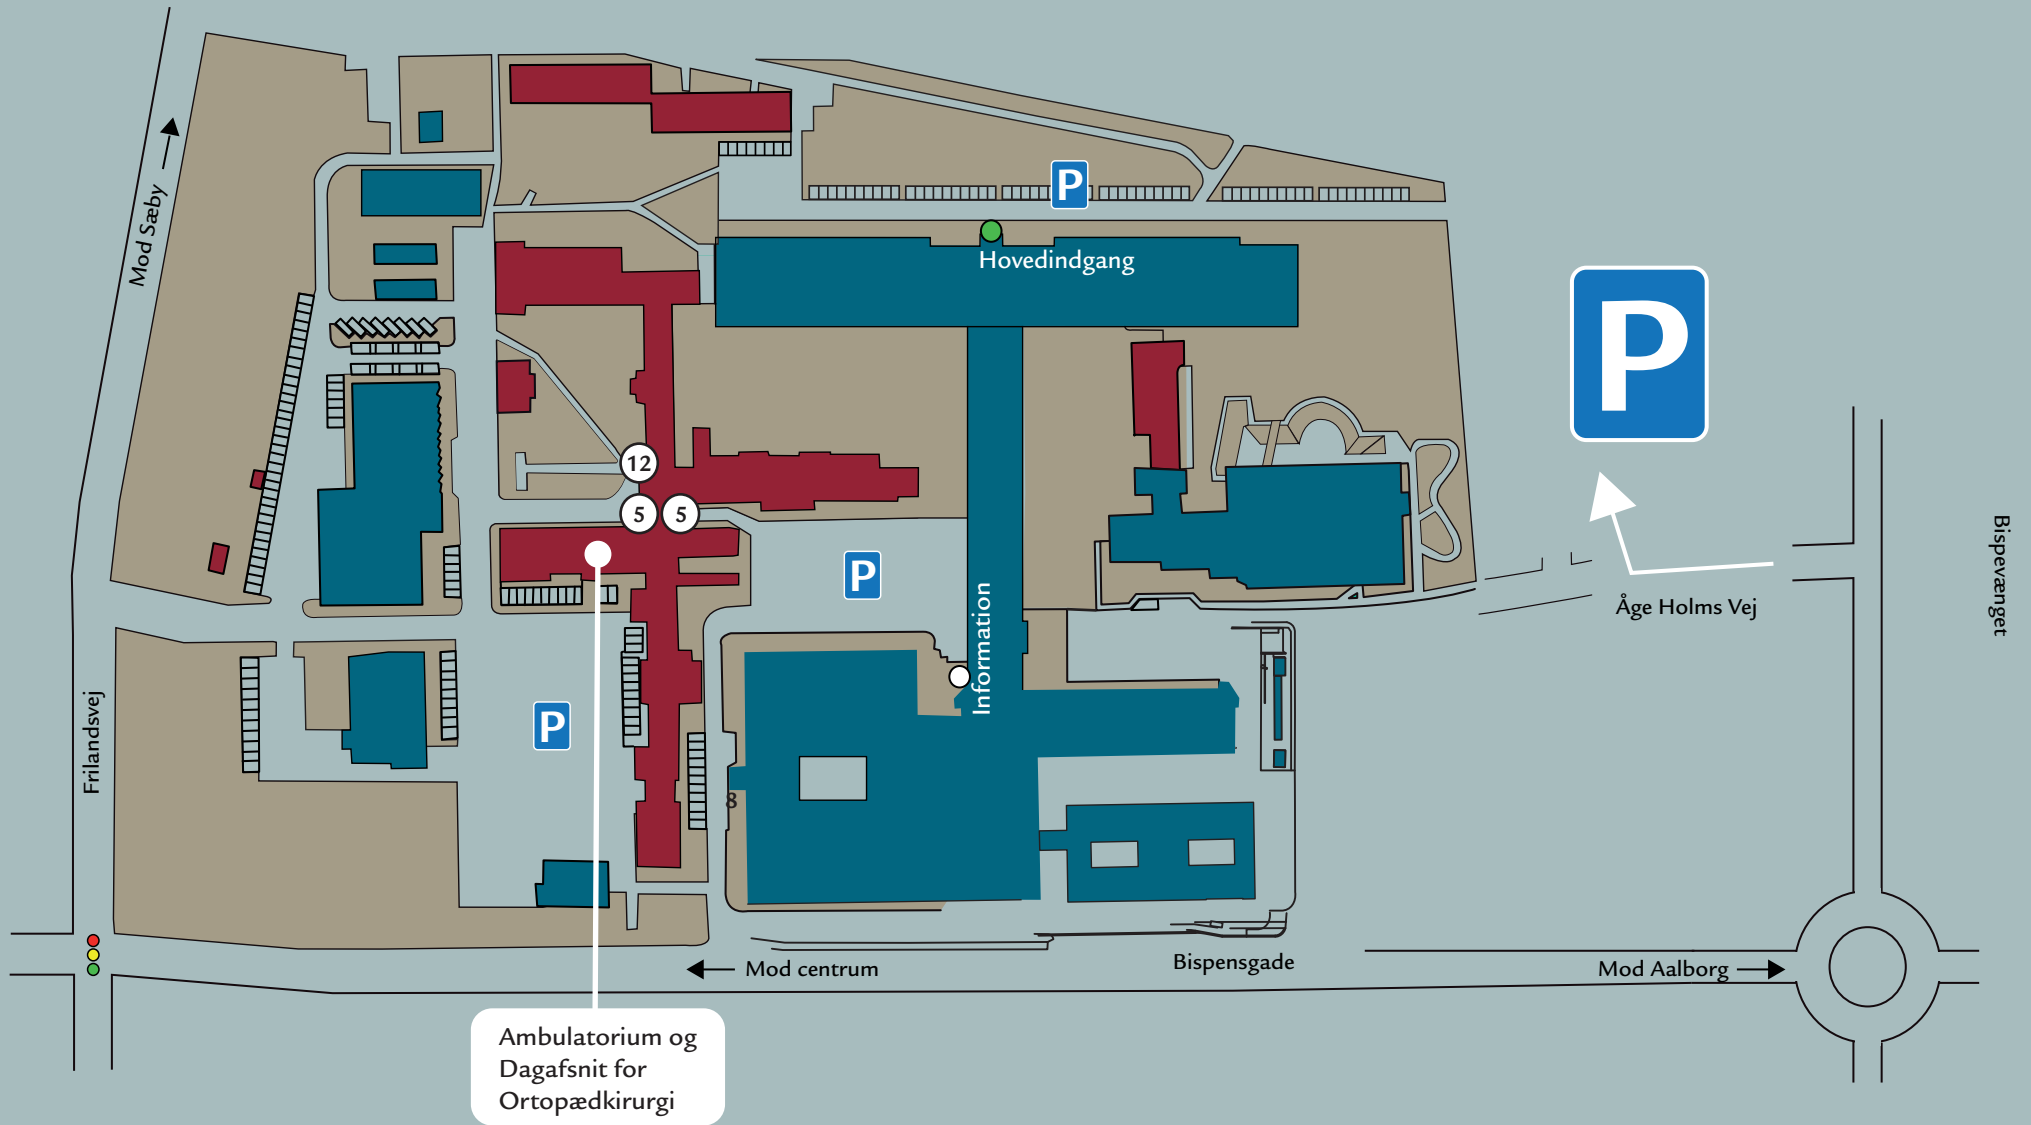 P
Hovedindgang
Mod Sæby
P
12
5
5
P
Bispevænget
Åge Holms Vej
Information
P
Frilandsvej
8
Bispensgade
Mod centrum
Mod Aalborg
Ambulatorium og
Dagafsnit for
Ortopædkirurgi